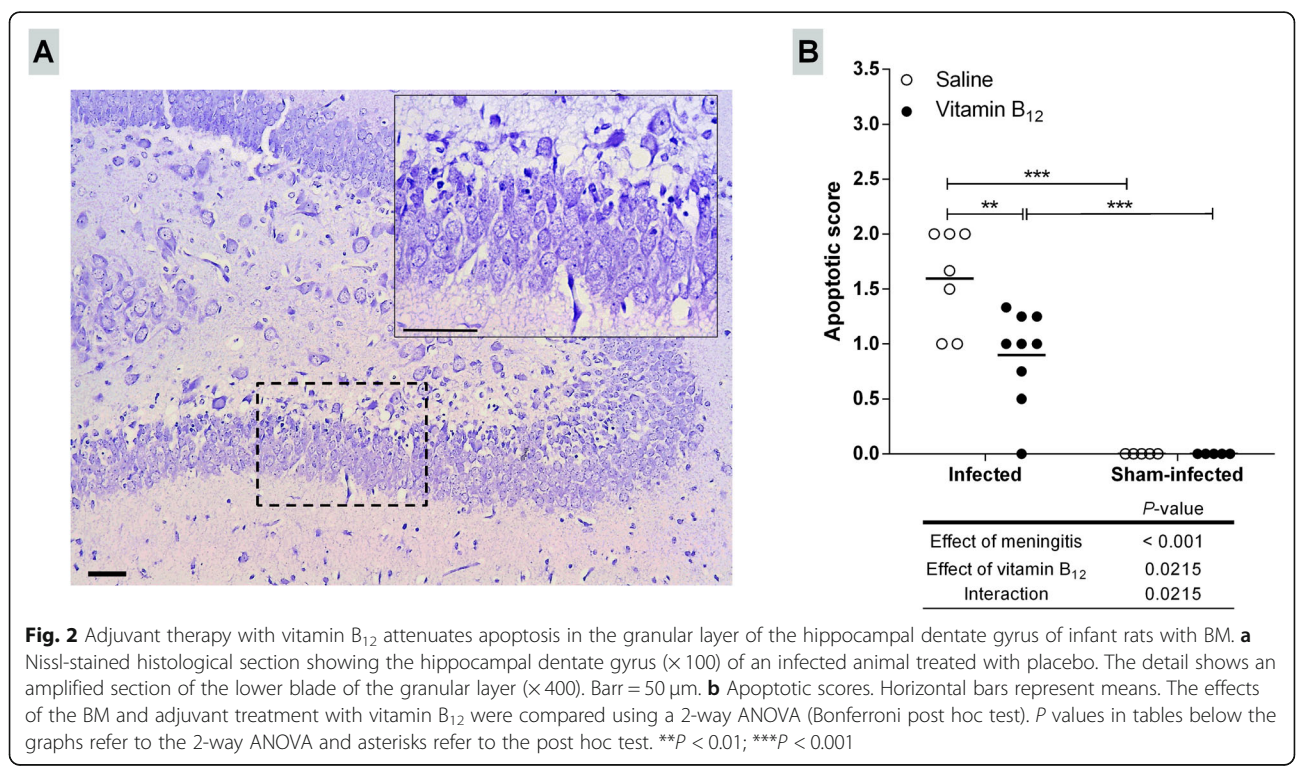 A
B
3.5
3.0
2.5
2.0
1.5
1.0
0.5
0.0
Apoptotic score
Saline
Vitamin B12
***
** ***
Infected Sham-infected
P-value
Effect of meningitis < 0.001
Effect of vitamin B12 0.0215
Interaction 0.0215
Fig. 2 Adjuvant therapy with vitamin B12 attenuates apoptosis in the granular layer of the hippocampal dentate gyrus of infant rats with BM. a
Nissl-stained histological section showing the hippocampal dentate gyrus (× 100) of an infected animal treated with placebo. The detail shows an
amplified section of the lower blade of the granular layer (× 400). Barr = 50 μm. b Apoptotic scores. Horizontal bars represent means. The effects
of the BM and adjuvant treatment with vitamin B12 were compared using a 2-way ANOVA (Bonferroni post hoc test). P values in tables below the
graphs refer to the 2-way ANOVA and asterisks refer to the post hoc test. **P < 0.01; ***P < 0.001